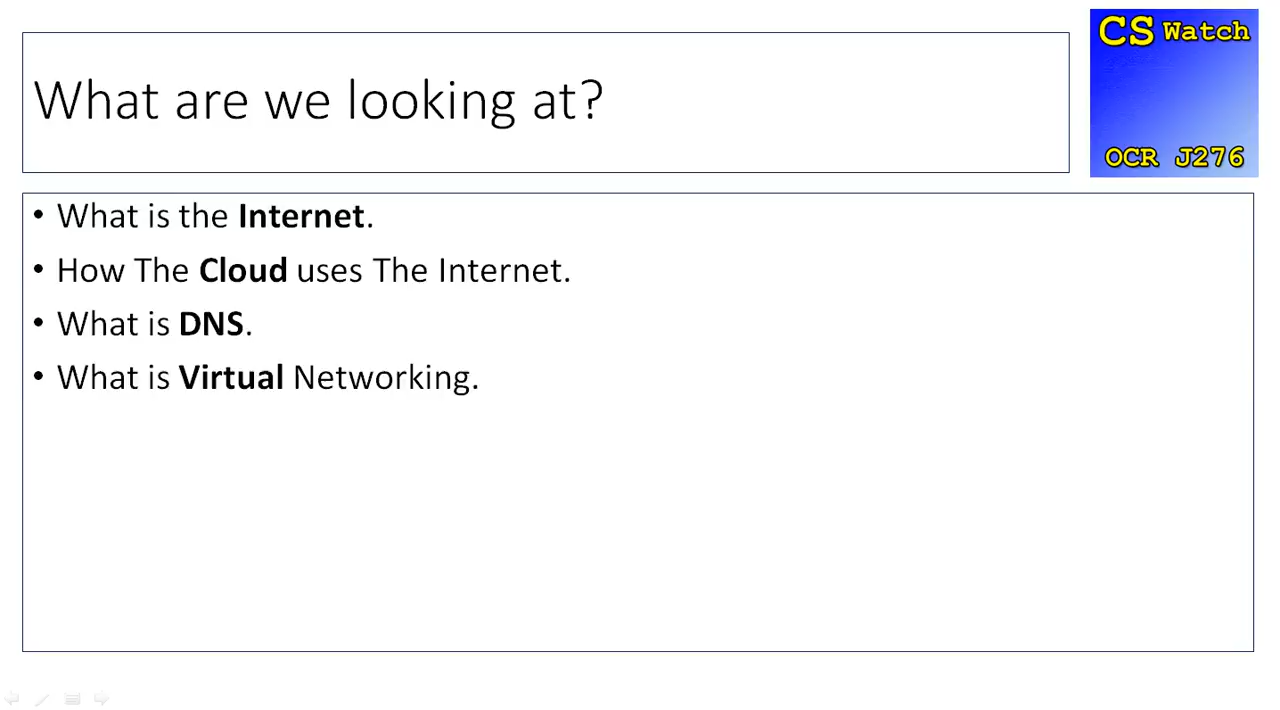 What are we looking at?
CS Watch
OCR J276
• What is the Internet.
• How The Cloud uses The Internet.
• What is DNS.
• What is Virtual Networking.